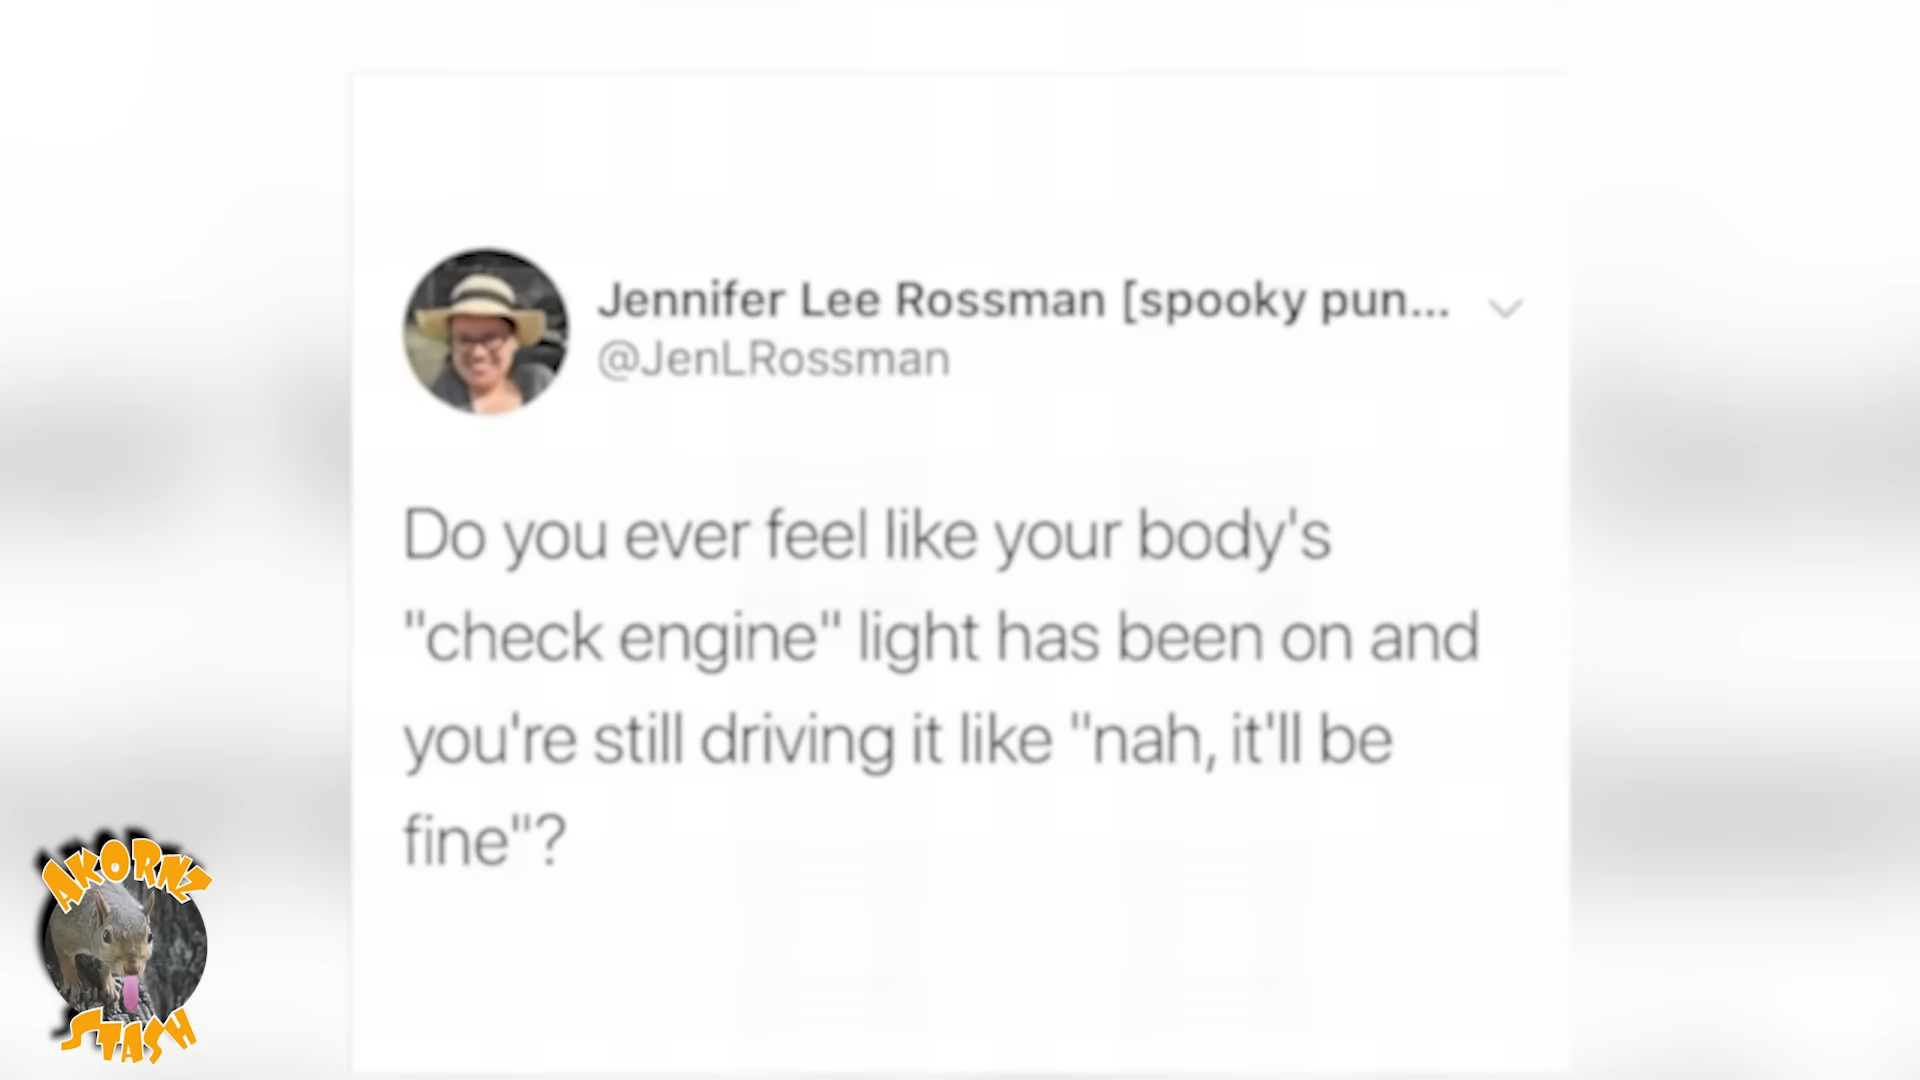 Jennifer Lee Rossman [spooky pun...
@JenLRossman
Do you ever feel like your body's
"check engine" light has been on and
you're still driving it like "nah, it'll be
fine"?
AKORNZ
STASH